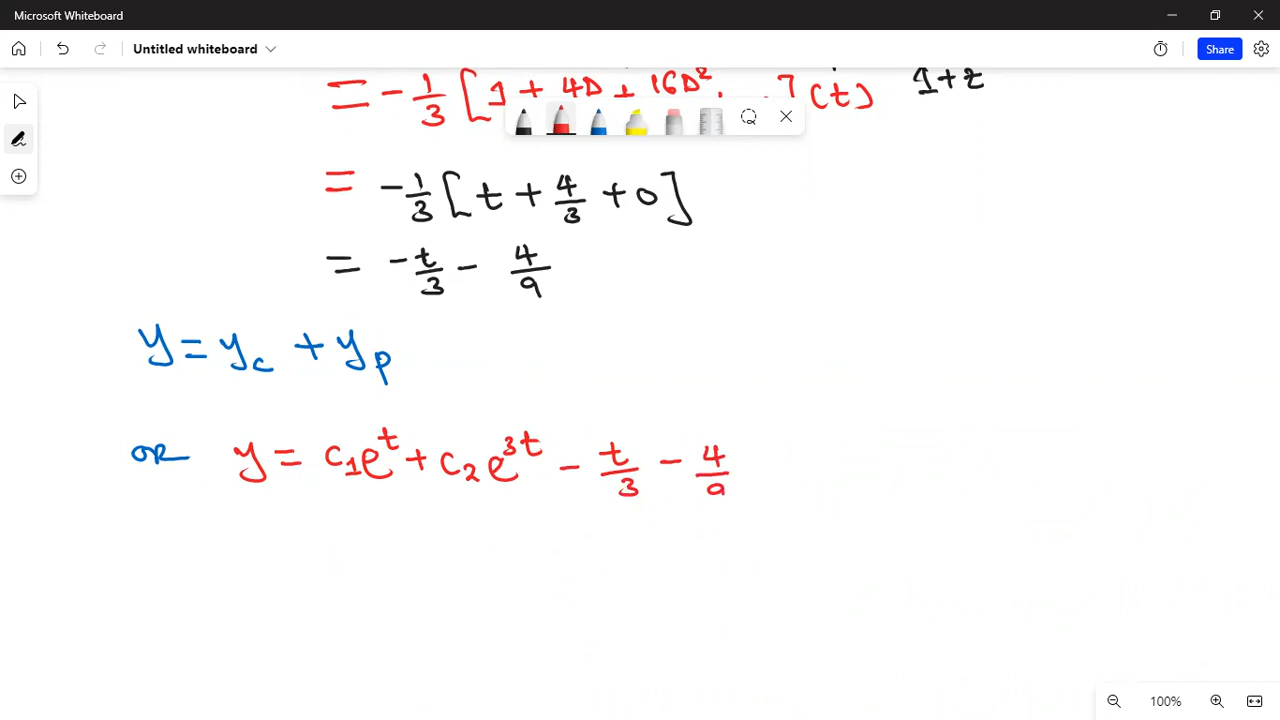 Microsoft Whiteboard
Untitled whiteboard
Share
= -1/3 [1 + 4D + 16D² (t) 1+z
= -1/3 [t + 4/3 + 0]
= -t/3 - 4/9
y = y_c + y_p
OR y = c₁e^t + c₂e^3t - t/3 - 4/9
100%